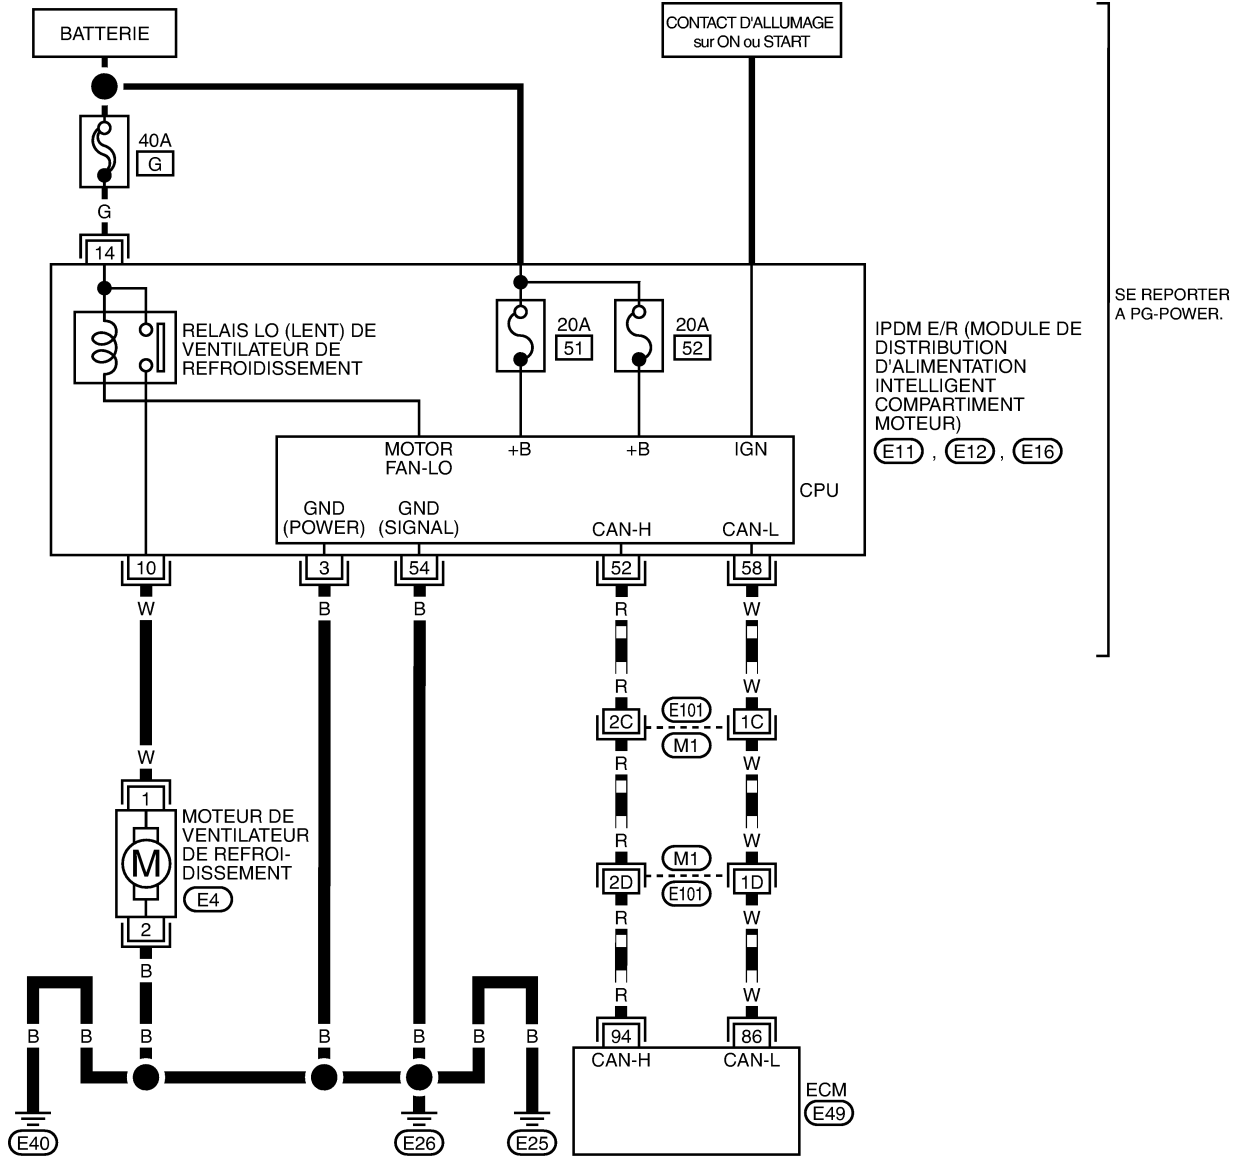 BATTERIE
CONTACT D'ALLUMAGE
sur ON ou START
40A
G
G
14
SE REPORTER
A PG-POWER.
RELAIS LO (LENT) DE
VENTILATEUR DE
REFROIDISSEMENT
20A
51
20A
52
IPDM E/R (MODULE DE
DISTRIBUTION
D'ALIMENTATION
INTELLIGENT
COMPARTIMENT
MOTEUR)
E11 , E12 , E16
MOTOR
FAN-LO
+B
+B
IGN
CPU
GND
(POWER)
GND
(SIGNAL)
CAN-H
CAN-L
10
3
54
52
58
W
B
B
R
W
R
W
2C
E101
M1
1C
R
W
W
1
MOTEUR DE
VENTILATEUR
DE REFROI-
DISSEMENT
E4
M
2
R
W
2D
M1
E101
1D
R
W
B
R
W
B
B
B
B
B
B
B
94
86
CAN-H
CAN-L
ECM
E49
E40
E26
E25